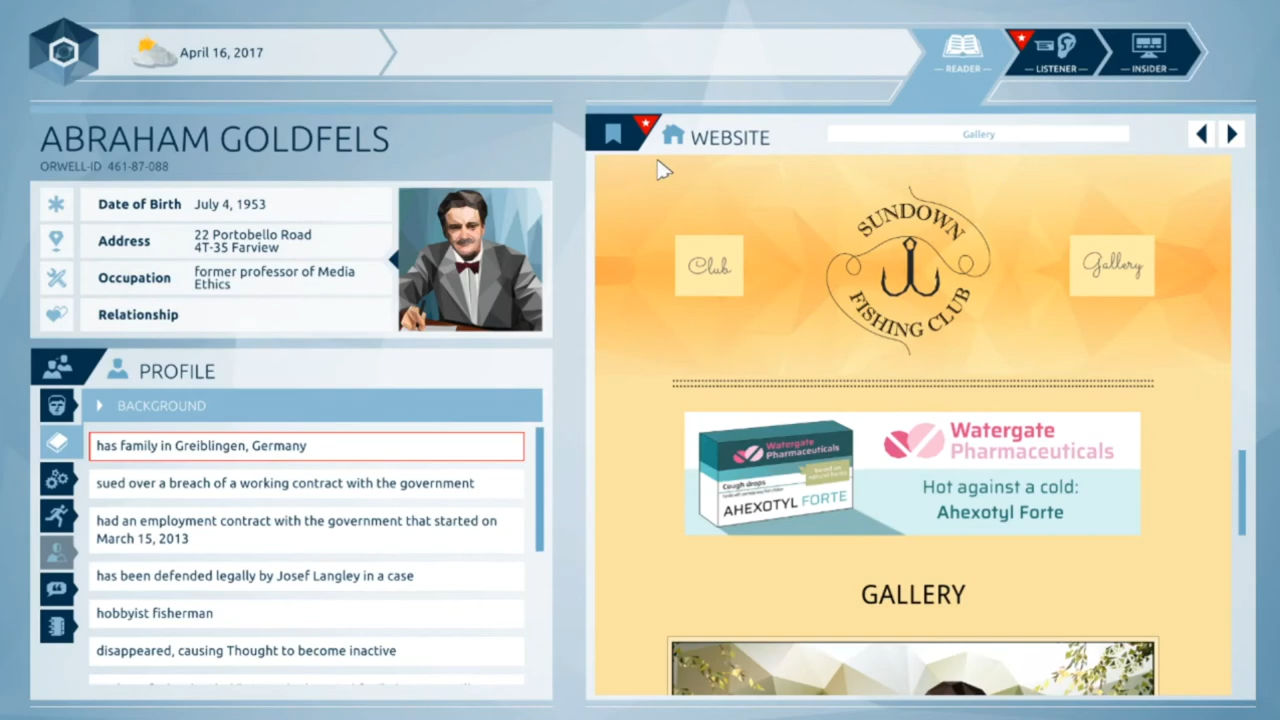 April 16, 2017
READER
LISTENER
INSIDER
ABRAHAM GOLDFELS
ORWELL-ID 461-87-088
Date of Birth July 4, 1953
Address 22 Portobello Road
4T-35 Farview
Occupation former professor of Media
Ethics
Relationship
PROFILE
BACKGROUND
has family in Greiblingen, Germany
sued over a breach of a working contract with the government
had an employment contract with the government that started on
March 15, 2013
has been defended legally by Josef Langley in a case
hobbyist fisherman
disappeared, causing Thought to become inactive
WEBSITE
Gallery
Club
SUNDOWN
FISHING CLUB
Gallery
Watergate
Pharmaceuticals
Cough drops
AHEXOTYL FORTE
Watergate
Pharmaceuticals
Hot against a cold:
Ahexotyl Forte
GALLERY